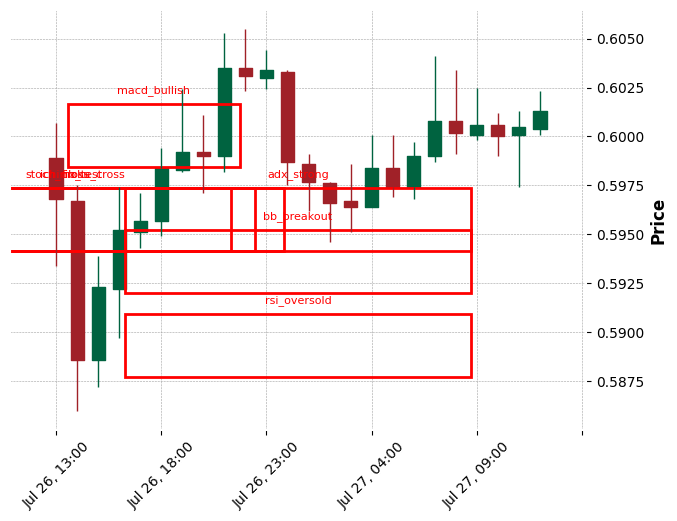 0.6050
0.6025
macd_bullish
0.6000
0.5975
adx_strong
bb_breakout
0.5950
0.5925
rsi_oversold
0.5900
0.5875
Price
Jul 26, 13:00
Jul 26, 18:00
Jul 26, 23:00
Jul 27, 04:00
Jul 27, 09:00